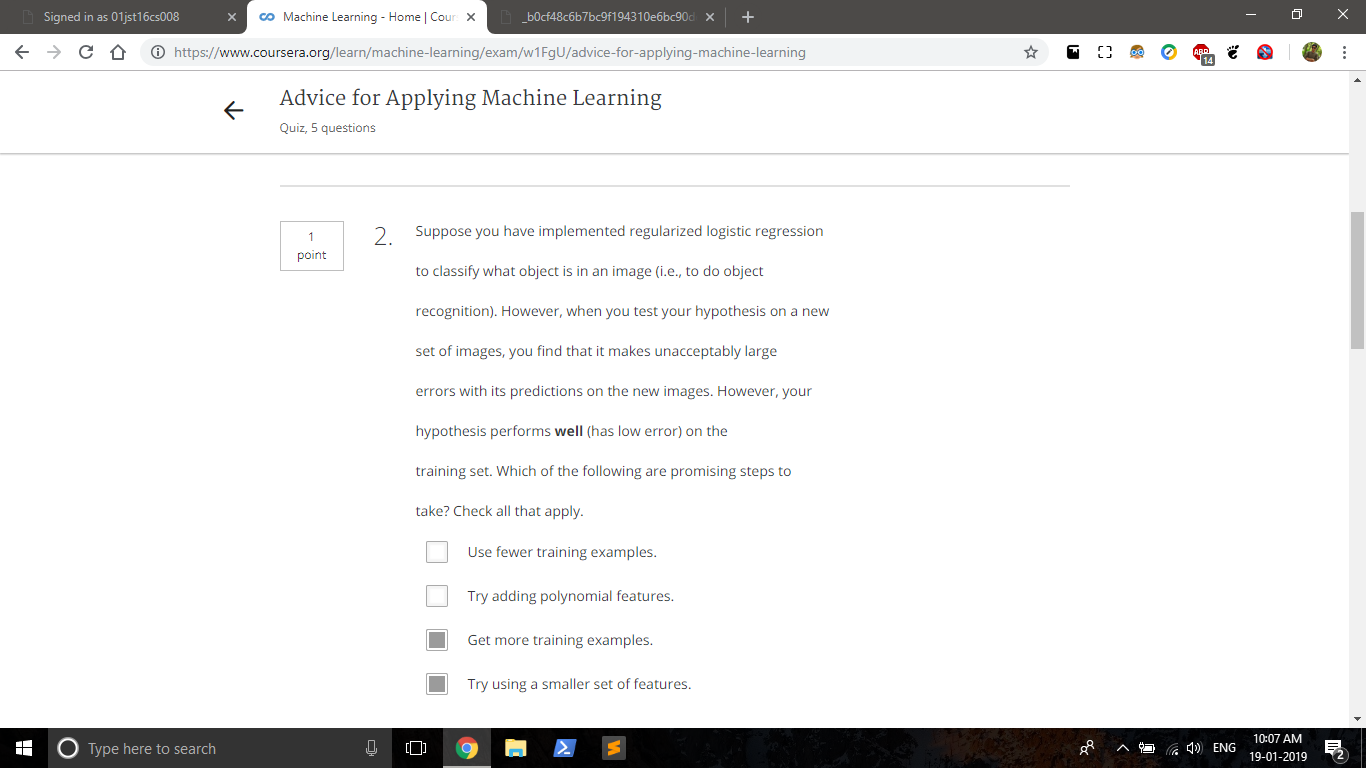 Signed in as 01jst16cs008
Machine Learning - Home | Cour
_b0cf48c6b7bc9f194310e6bc90d
https://www.coursera.org/learn/machine-learning/exam/w1FgU/advice-for-applying-machine-learning
ABP
14
Advice for Applying Machine Learning
Quiz, 5 questions
1
point
2.
Suppose you have implemented regularized logistic regression
to classify what object is in an image (i.e., to do object
recognition). However, when you test your hypothesis on a new
set of images, you find that it makes unacceptably large
errors with its predictions on the new images. However, your
hypothesis performs well (has low error) on the
training set. Which of the following are promising steps to
take? Check all that apply.
Use fewer training examples.
Try adding polynomial features.
Get more training examples.
Try using a smaller set of features.
Type here to search
ENG
10:07 AM
19-01-2019
2